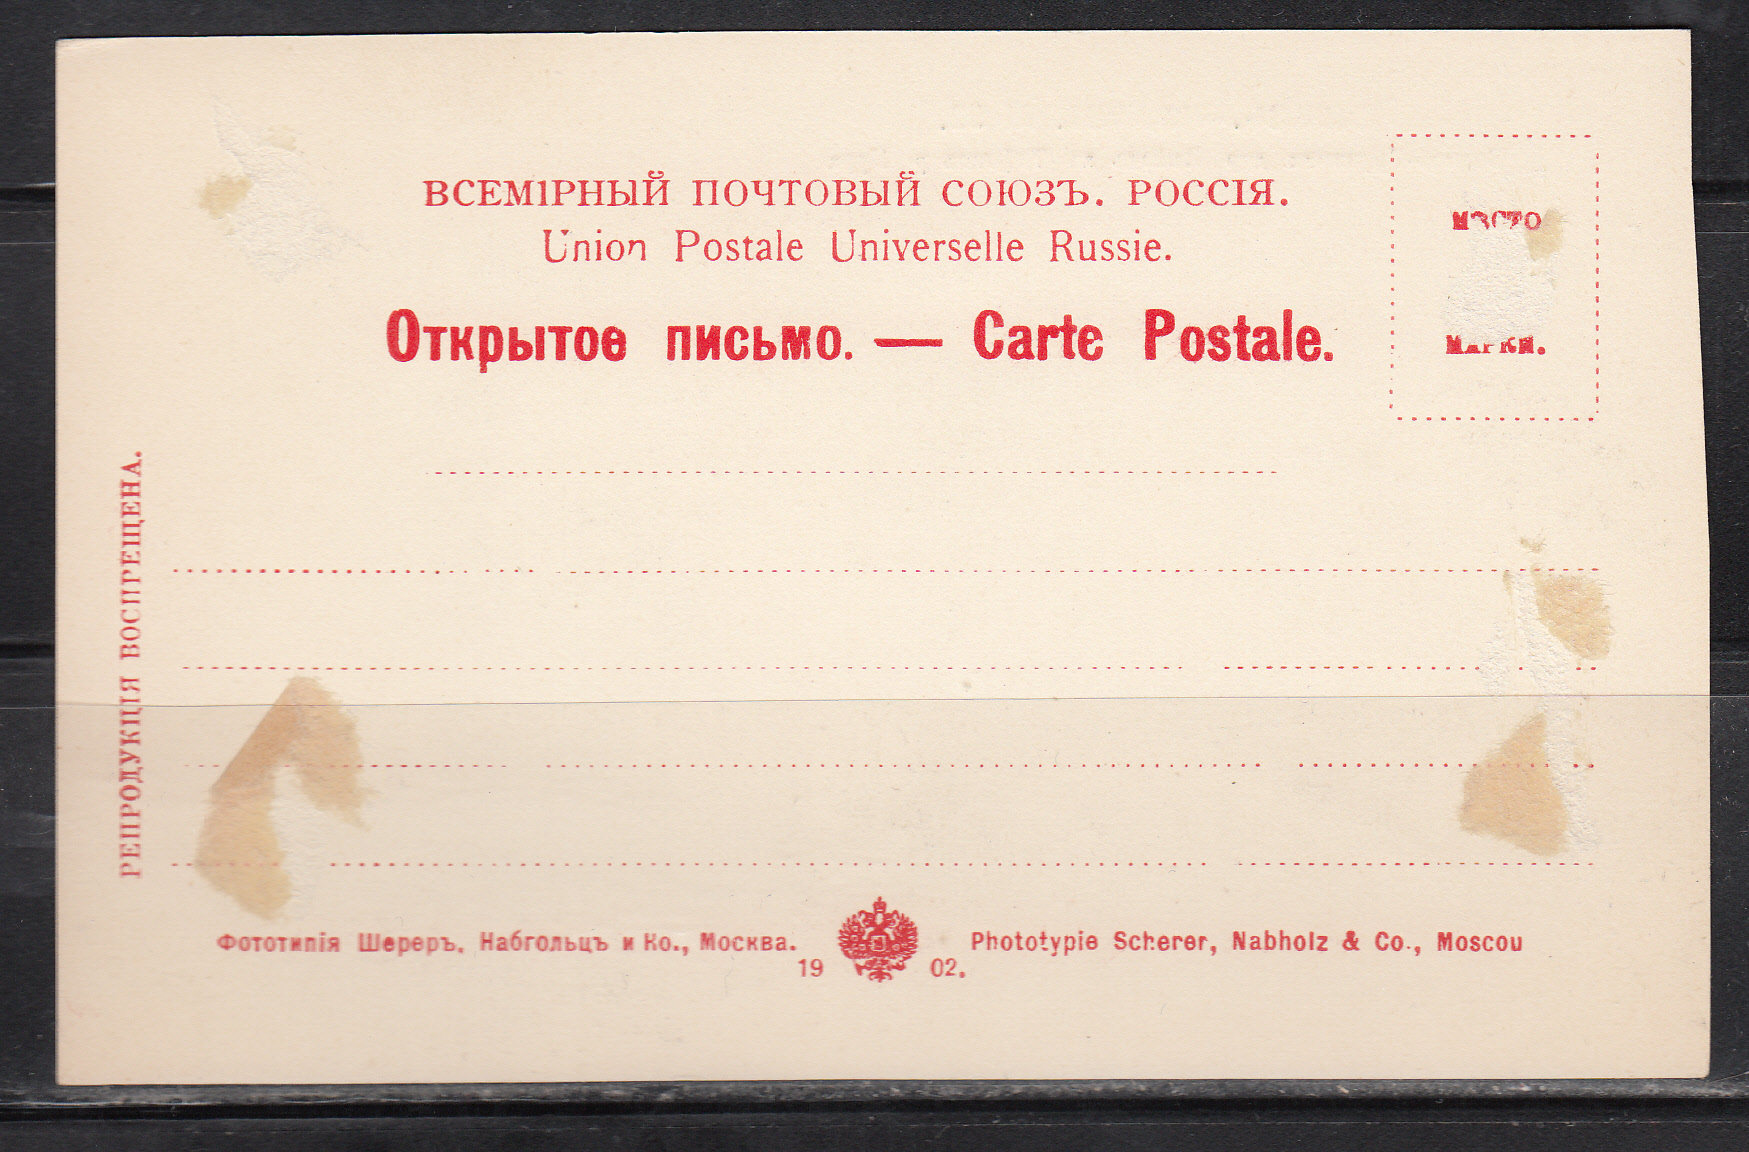 ВСЕМ1РНЫЙ ПОЧТОВЫЙ СОЮЗЪ. РОССІЯ.
Union Postale Universelle Russie.
Открытое письмо. — Carte Postale.
МѢСТО
МАРКИ.
РЕПРОДУКЦІЯ ВОСПРЕЩЕНА.
Фототипія Шереръ, Набгольцъ и Ко., Москва.
Phototypie Scherer, Nabholz & Co., Moscou
19 02.